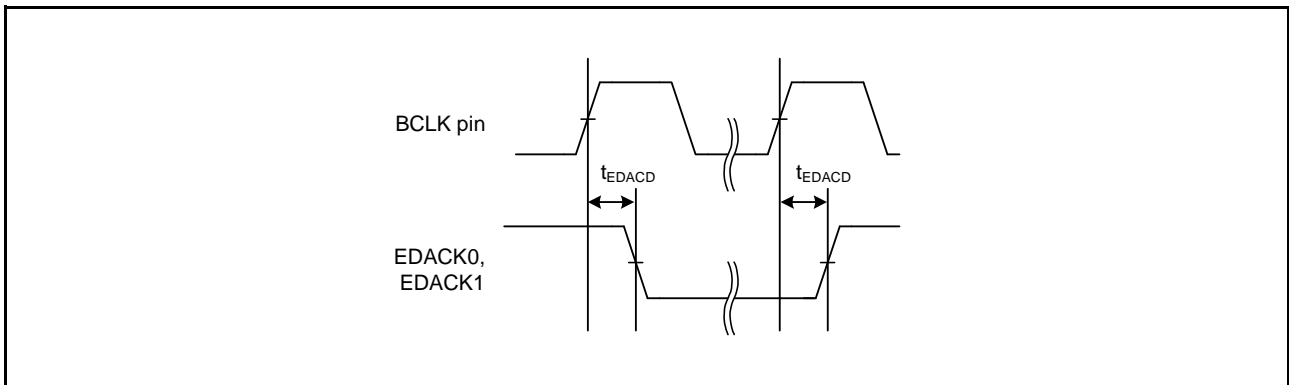 BCLK pin
tEDACD
tEDACD
EDACK0,
EDACK1